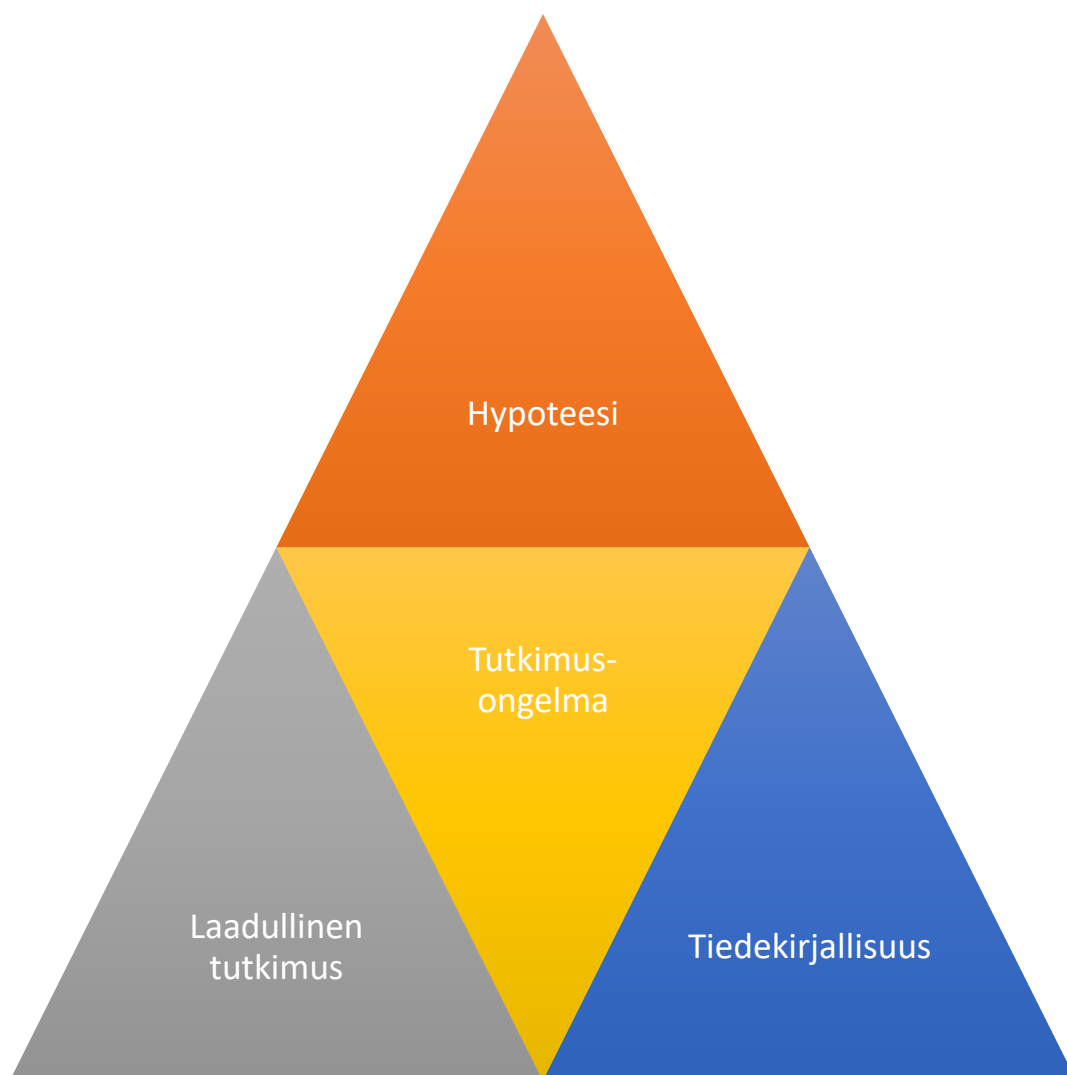 Hypoteesi
Tutkimus-
ongelma
Laadullinen
tutkimus
Tiedekirjallisuus